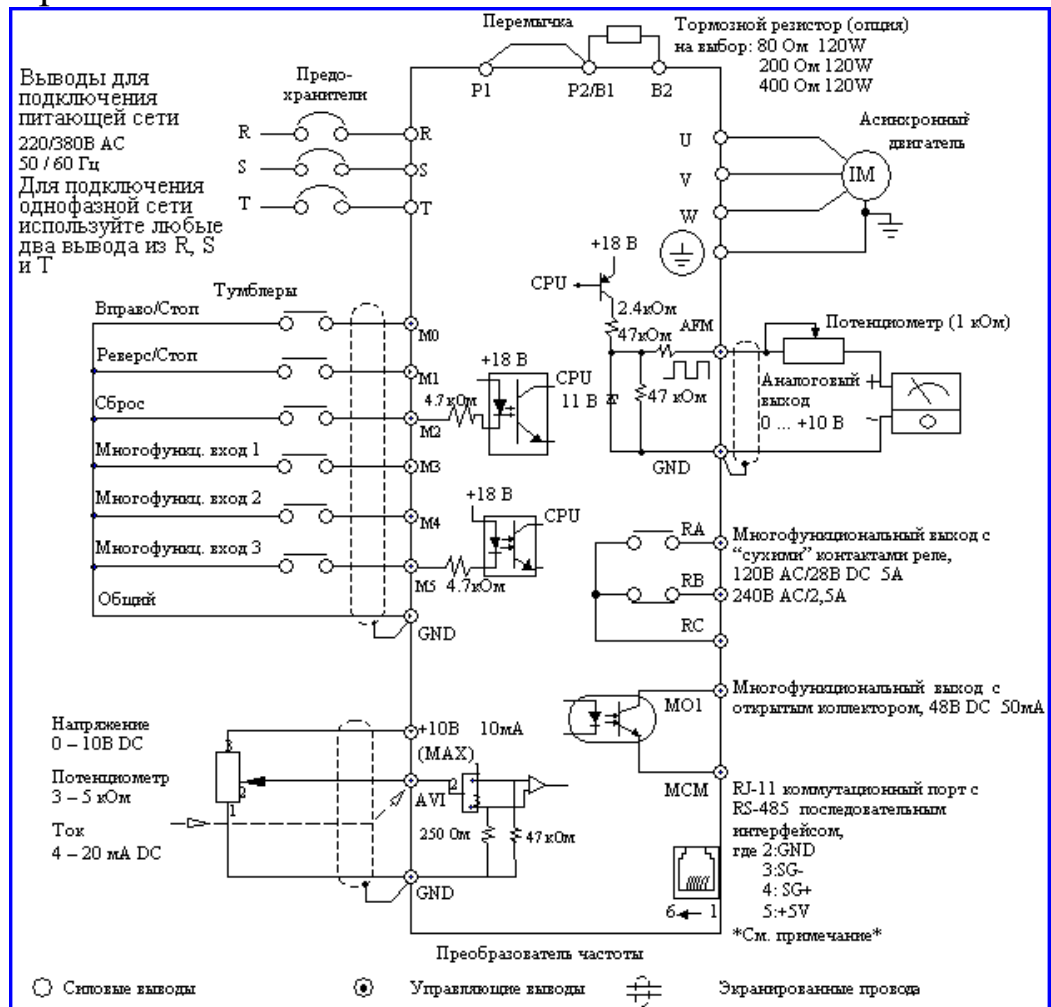 Перемычка
Тормозной резистор (опция)
на выбор: 80 Ом 120W
200 Ом 120W
400 Ом 120W
P1
P2/B1
B2
Выводы для
подключения
питающей сети
220/380В AC
50 / 60 Гц
Для подключения
однофазной сети
используйте любые
два вывода из R, S
и T
Предо-
хранители
R
R
S
S
T
T
Асинхронный
двигатель
U
V
W
IM
+18 В
CPU
2.4кОм
47кОм
AFM
Потенциометр (1 кОм)
11 В
47 кОм
Аналоговый
выход
0 ... +10 В
+
–
GND
Тумблеры
Вправо/Стоп
M0
Реверс/Стоп
M1
+18 В
CPU
4.7кОм
Сброс
M2
Многофункц. вход 1
M3
Многофункц. вход 2
M4
+18 В
CPU
Многофункц. вход 3
M5
4.7кОм
Общий
GND
RA
RB
RC
Многофункциональный выход с
“сухими” контактами реле,
120В AC/28В DC 5А
240В AC/2,5А
MO1
Многофункциональный выход с
открытым коллектором, 48В DC 50мА
MCM
Напряжение
0 – 10В DC
Потенциометр
3 – 5 кОм
Ток
4 – 20 мА DC
3
2
1
+10В 10мА
(MAX)
AVI
2
250 Ом
47кОм
GND
RJ-11 коммутационный порт с
RS-485 последовательным
интерфейсом,
где 2:GND
3:SG-
4: SG+
5:+5V
*См. примечание*
6
1
Преобразователь частоты
Силовые выводы
Управляющие выводы
Экранированные провода